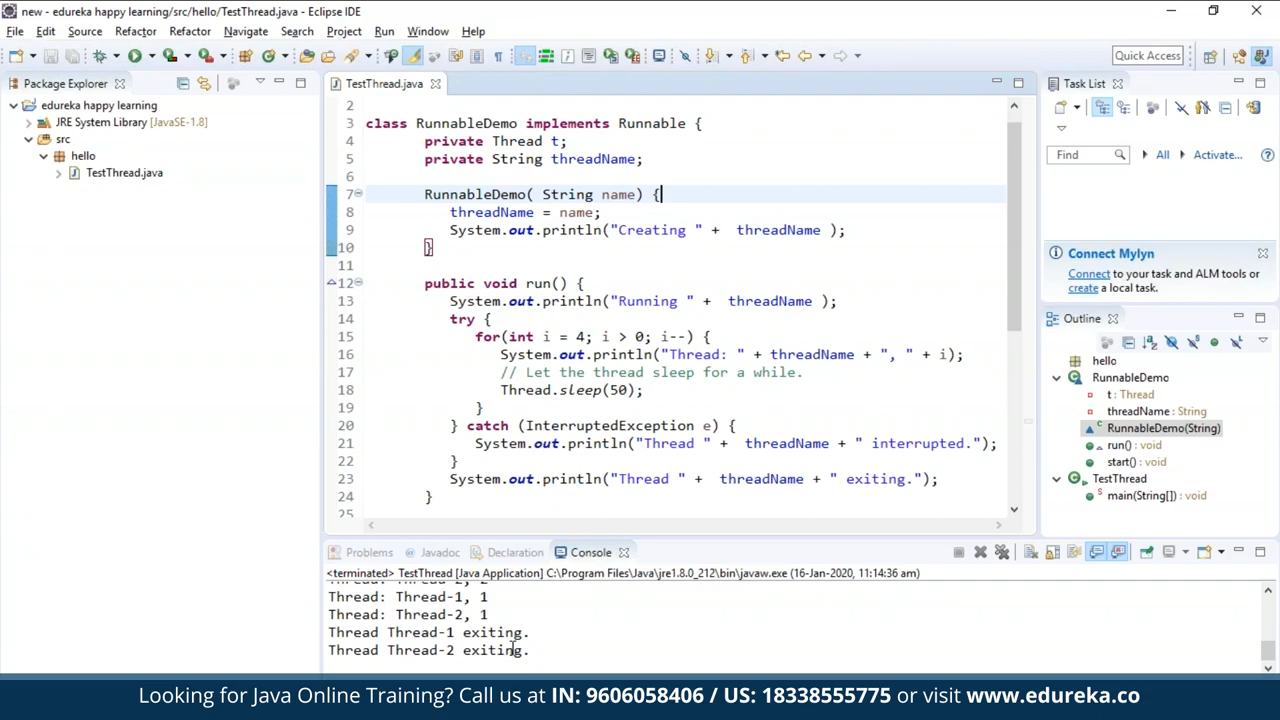 new - edureka happy learning/src/hello/TestThread.java - Eclipse IDE
File Edit Source Refactor Refactor Navigate Search Project Run Window Help
Quick Access
Package Explorer
edureka happy learning
JRE System Library [JavaSE-1.8]
src
hello
TestThread.java
TestThread.java
2
3 class RunnableDemo implements Runnable {
4 private Thread t;
5 private String threadName;
6
7 RunnableDemo( String name) {
8 threadName = name;
9 System.out.println("Creating " + threadName );
10 }
11
12 public void run() {
13 System.out.println("Running " + threadName );
14 try {
15 for(int i = 4; i > 0; i--) {
16 System.out.println("Thread: " + threadName + ", " + i);
17 // Let the thread sleep for a while.
18 Thread.sleep(50);
19 }
20 } catch (InterruptedException e) {
21 System.out.println("Thread " + threadName + " interrupted.");
22 }
23 System.out.println("Thread " + threadName + " exiting.");
24 }
25
Task List
Find All Activate...
Connect Mylyn
Connect to your task and ALM tools or
create a local task.
Outline
hello
RunnableDemo
t : Thread
threadName : String
RunnableDemo(String)
run() : void
start() : void
TestThread
main(String[]) : void
Problems Javadoc Declaration Console
<terminated> TestThread [Java Application] C:\Program Files\Java\jre1.8.0_212\bin\javaw.exe (16-Jan-2020, 11:14:36 am)
Thread: Thread-2, 2
Thread: Thread-1, 1
Thread: Thread-2, 1
Thread Thread-1 exiting.
Thread Thread-2 exiting.
Looking for Java Online Training? Call us at IN: 9606058406 / US: 18338555775 or visit www.edureka.co